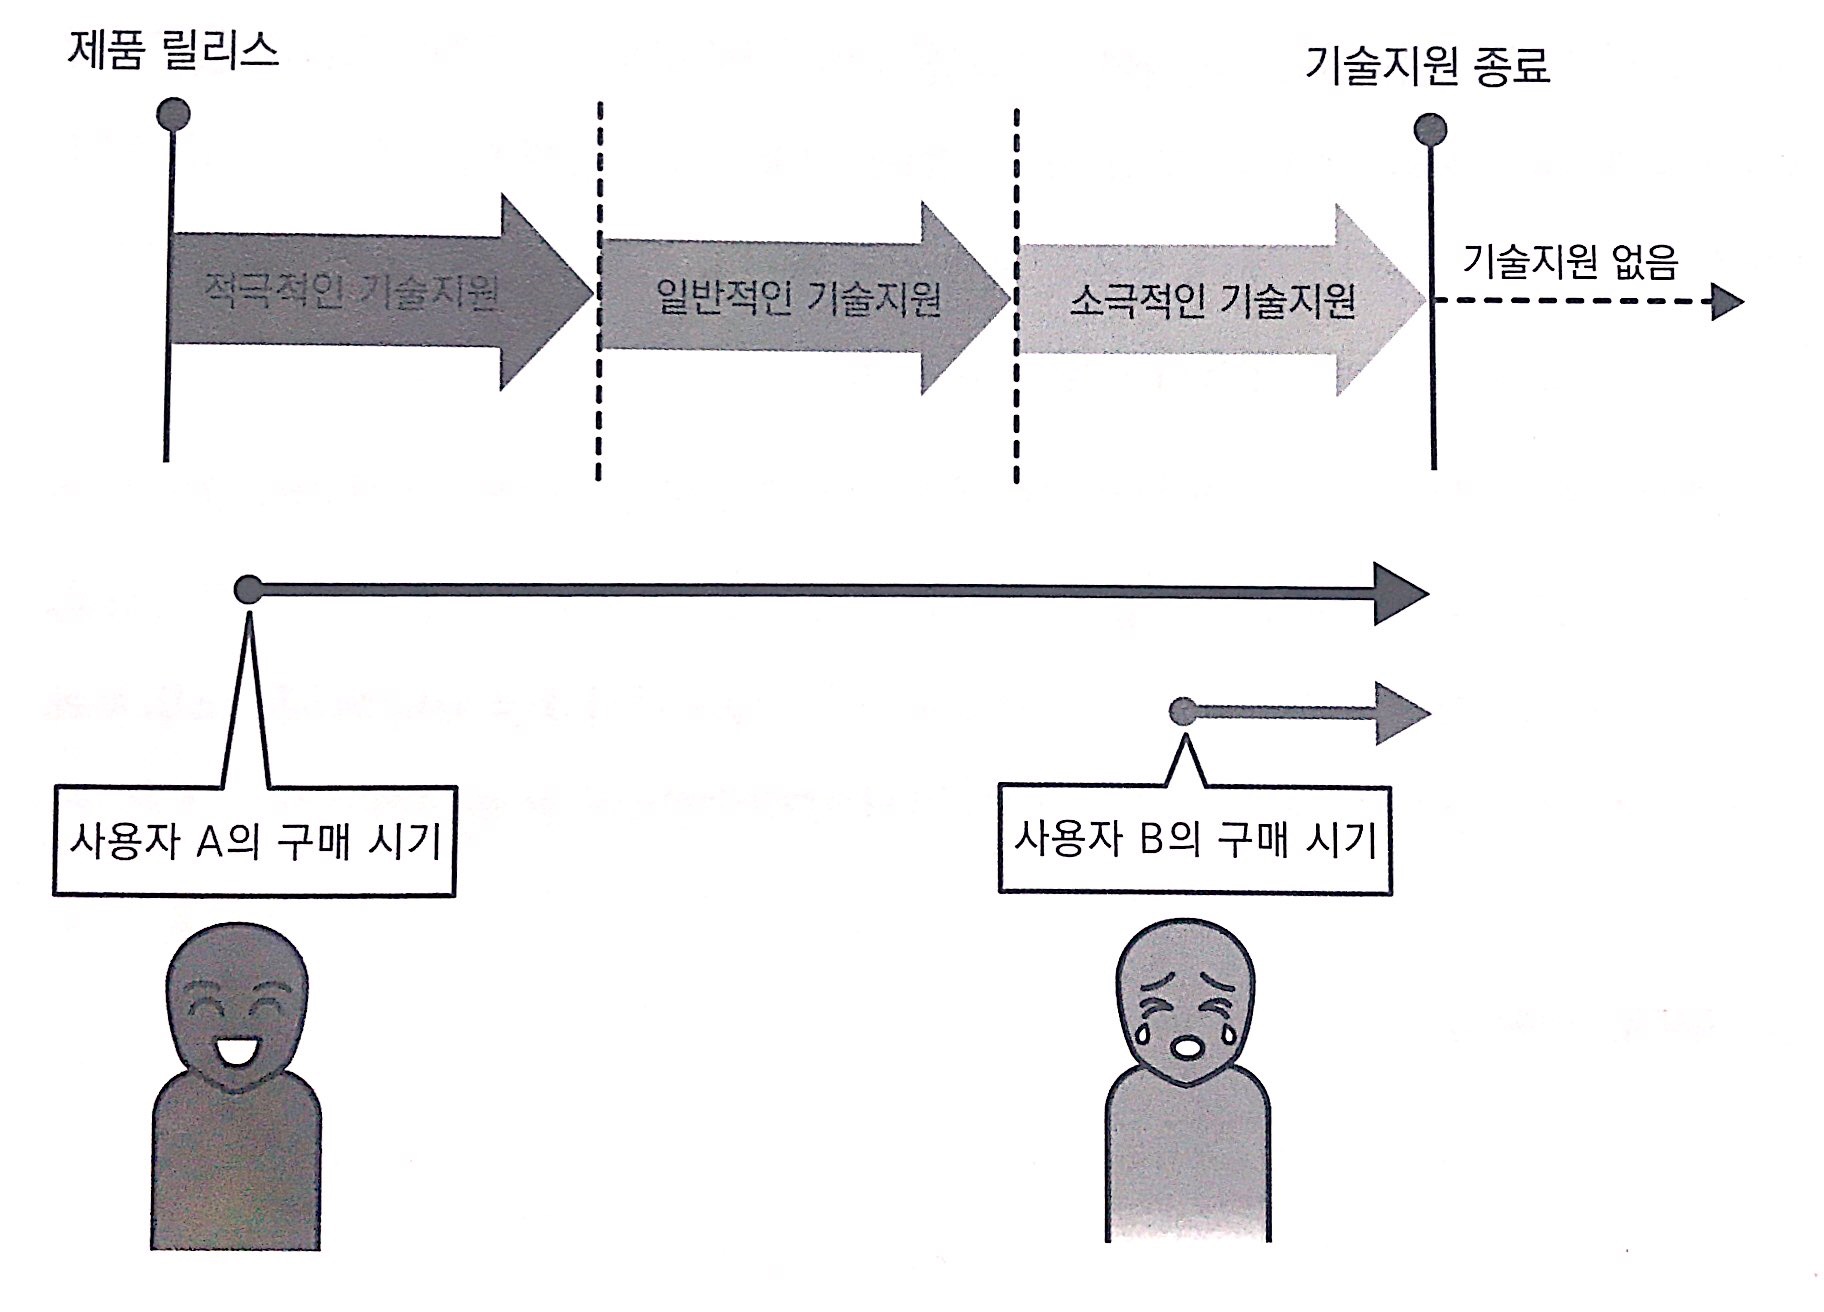 제품 릴리스
기술지원 종료
적극적인 기술지원
일반적인 기술지원
소극적인 기술지원
기술지원 없음
사용자 A의 구매 시기
사용자 B의 구매 시기